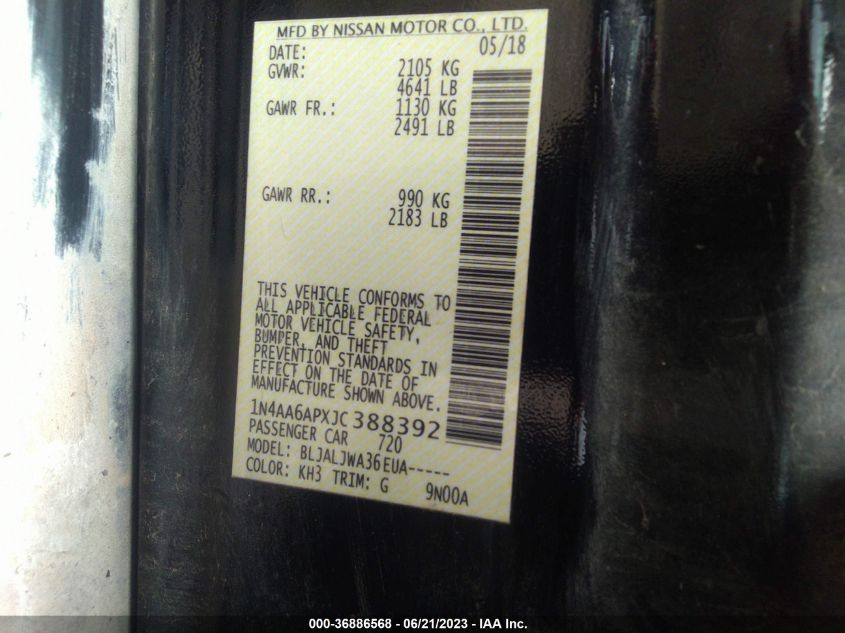 MFD BY NISSAN MOTOR CO., LTD.
DATE: 05/18
GVWR: 2105 KG
4641 LB
GAWR FR.: 1130 KG
2491 LB
GAWR RR.: 990 KG
2183 LB
THIS VEHICLE CONFORMS TO
ALL APPLICABLE FEDERAL
MOTOR VEHICLE SAFETY,
BUMPER, AND THEFT
PREVENTION STANDARDS IN
EFFECT ON THE DATE OF
MANUFACTURE SHOWN ABOVE.
1N4AA6APXJC388392
PASSENGER CAR 720
MODEL: BLJALJWA36EUA-----
COLOR: KH3 TRIM: G 9N00A
000-36886568 - 06/21/2023 - IAA Inc.